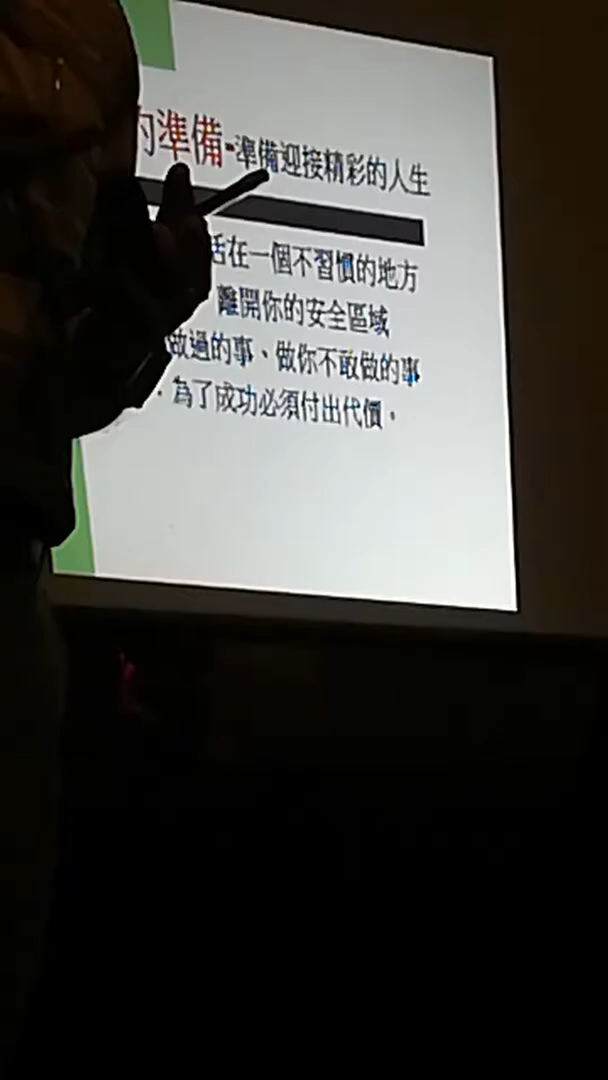 的準備-準備迎接精彩的人生
活在一個不習慣的地方
離開你的安全區域
做過的事、做你不敢做的事
為了成功必須付出代價。